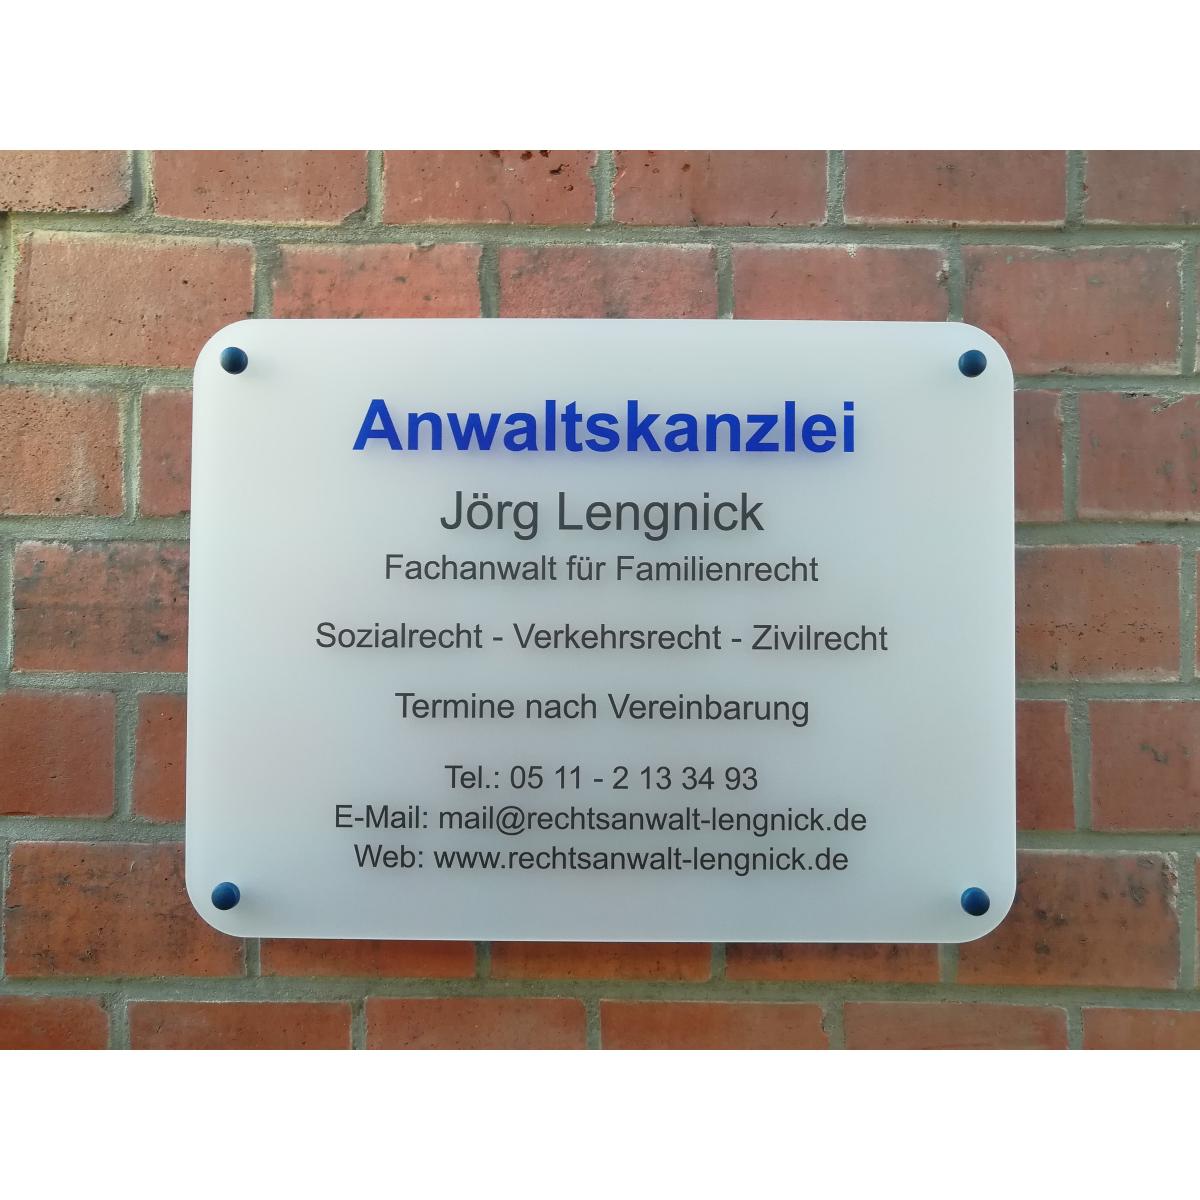 Anwaltskanzlei
Jörg Lengnick
Fachanwalt für Familienrecht
Sozialrecht - Verkehrsrecht - Zivilrecht
Termine nach Vereinbarung
Tel.: 05 11 - 2 13 34 93
E-Mail: mail@rechtsanwalt-lengnick.de
Web: www.rechtsanwalt-lengnick.de